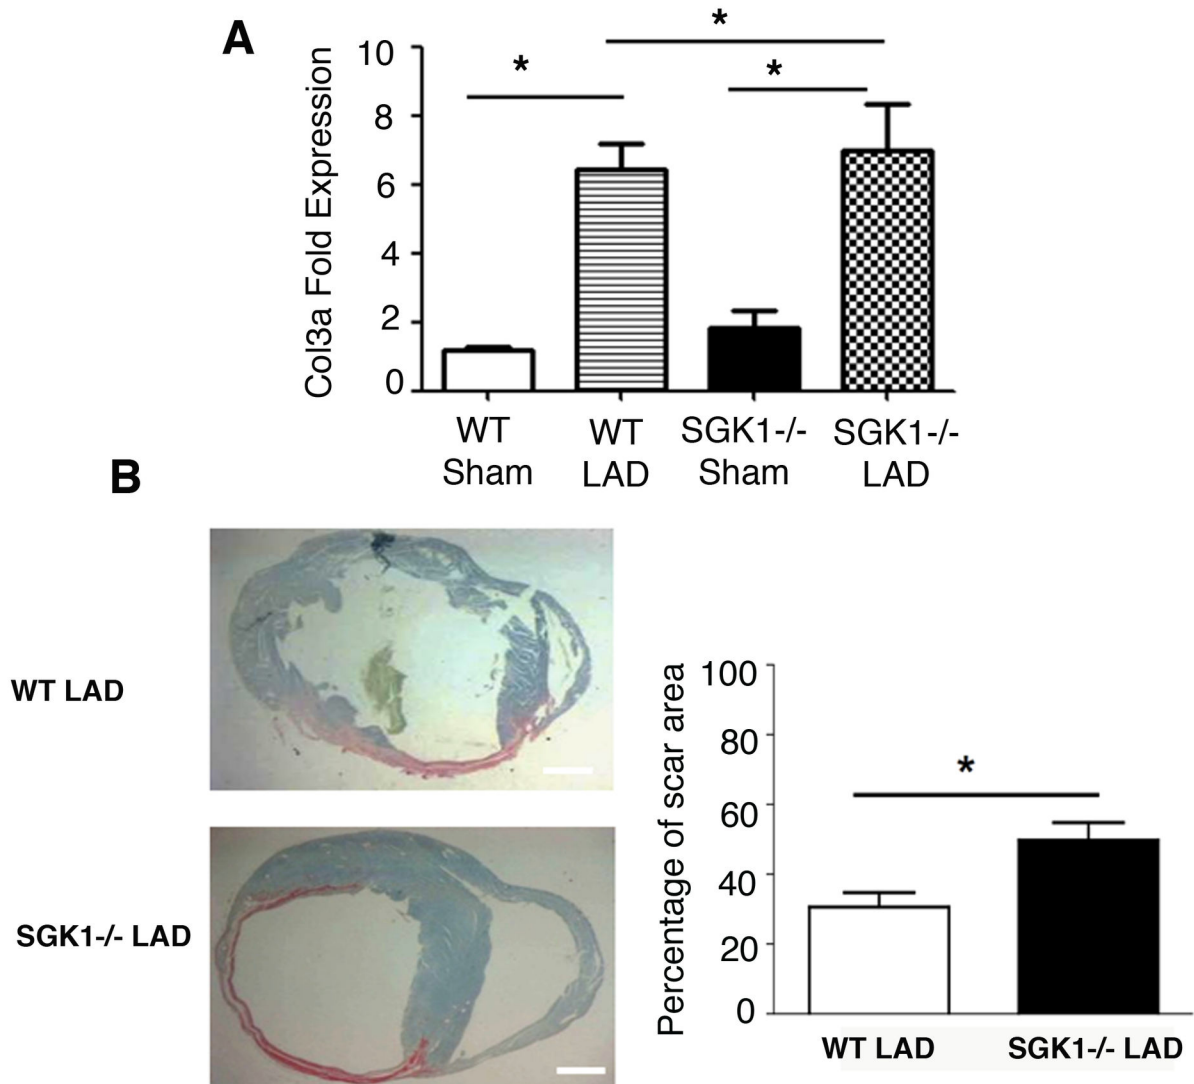 A
*
*
*
Col3a Fold Expression
10
8
6
4
2
0
WT
Sham
WT
LAD
SGK1-/-
Sham
SGK1-/-
LAD
B
WT LAD
SGK1-/- LAD
Percentage of scar area
100
80
60
40
20
0
*
WT LAD
SGK1-/- LAD